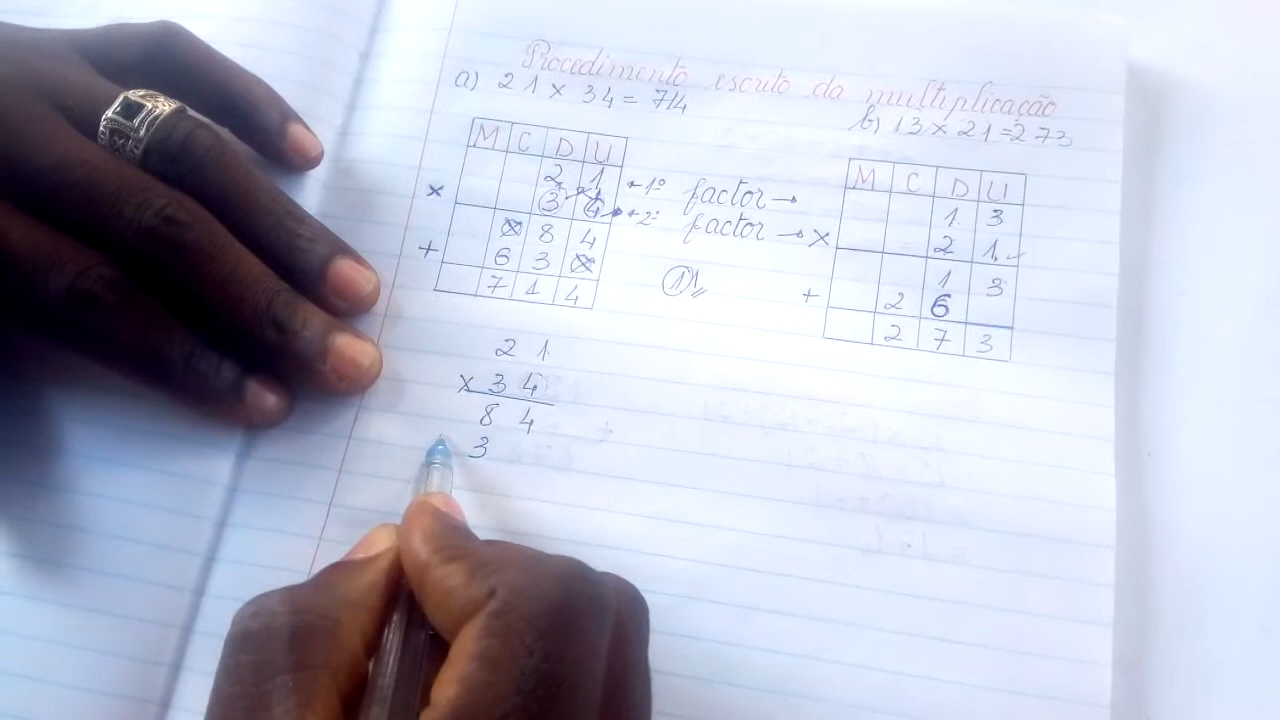 Procedimento escrito da multiplicação
a) 21 x 34 = 714
b) 13 x 21 = 273
M C D U
2 1 ← 1º factor →
x 3 4 → ← 2º factor →
8 4
+ 6 3
7 1 4
11
M C D U
1 3
x 2 1
1 3
+ 2 6
2 7 3
2 1
x 3 4
8 4
3